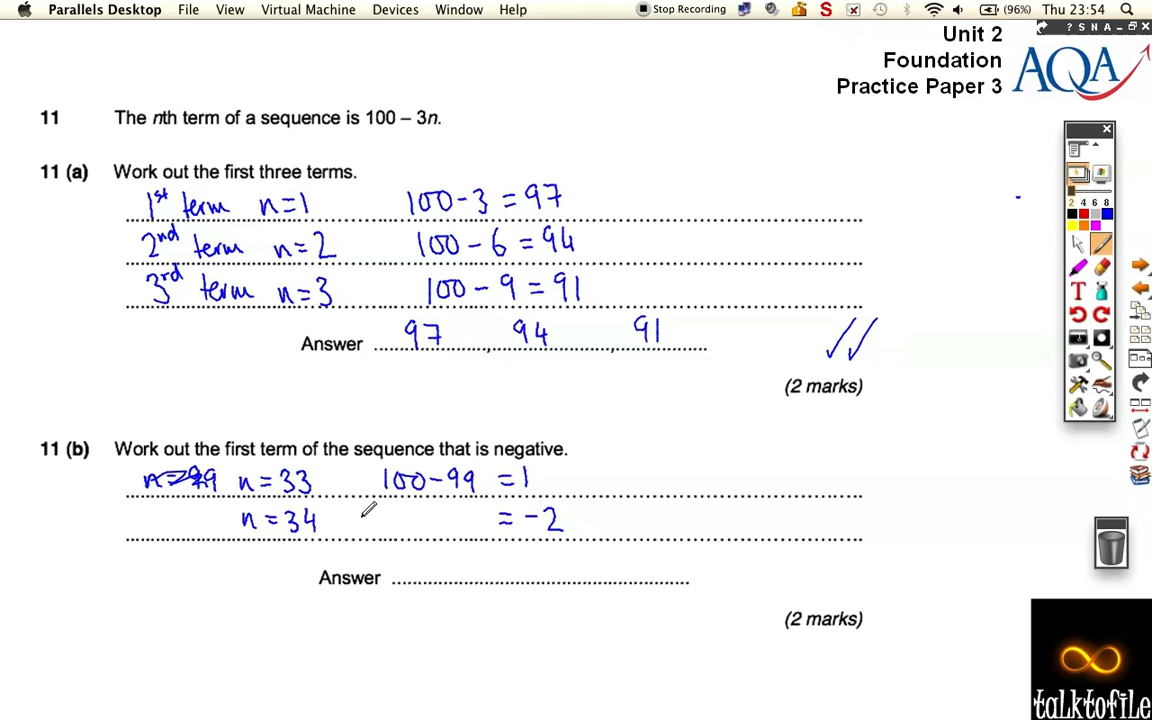 Parallels Desktop File View Virtual Machine Devices Window Help Stop Recording S (96%) Thu 23:54
? S N A
Unit 2
Foundation
Practice Paper 3
AQA
11 The nth term of a sequence is 100 – 3n.
11 (a) Work out the first three terms.
1st term n=1 100-3 =97
2nd term n=2 100-6 =94
3rd term n=3 100-9 =91
Answer 97, 94, 91
(2 marks)
11 (b) Work out the first term of the sequence that is negative.
n=33 100-99 =1
n=34 =-2
Answer
(2 marks)
2 4 6 8
T
talktofile